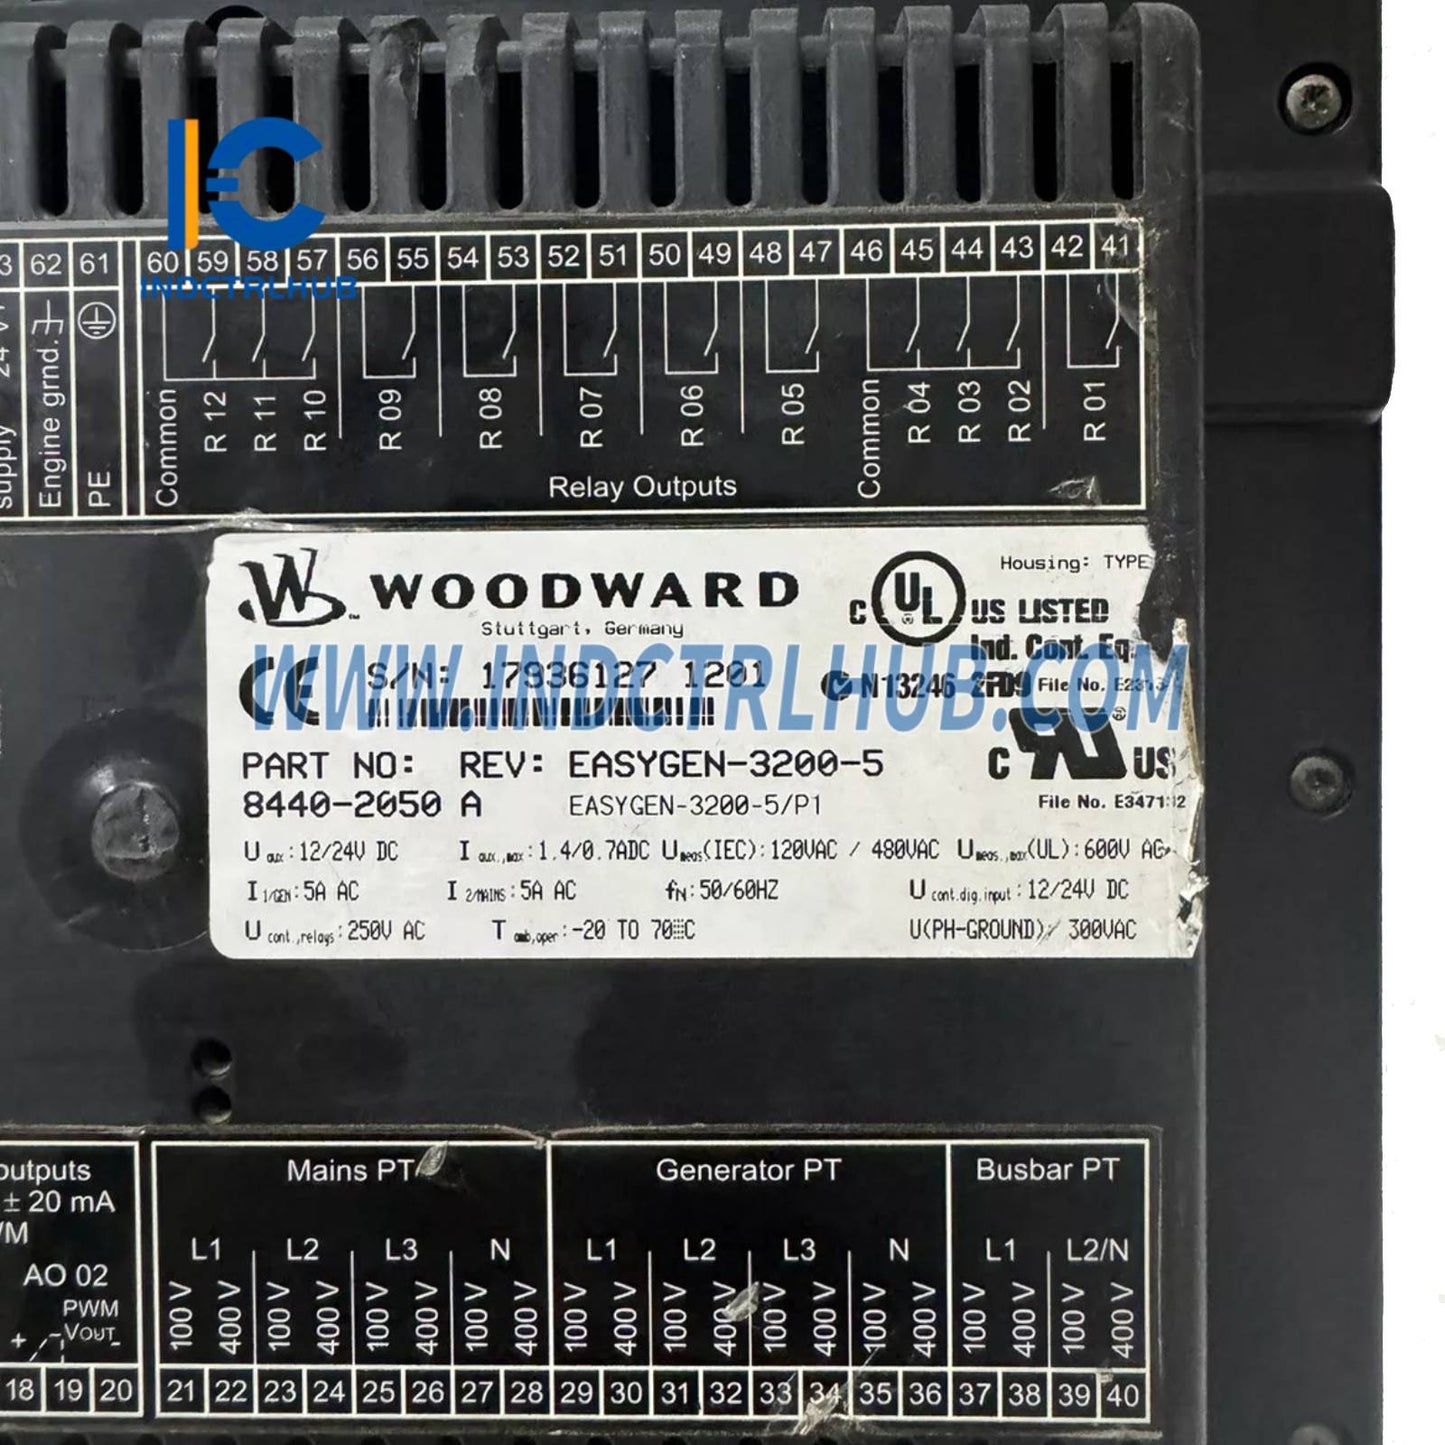 62 61 60 59 58 57 56 55 54 53 52 51 50 49 48 47 46 45 44 43 42 41
INDCTRLHUB
supply 24 V
Engine grnd.
PE
Common
R 12
R 11
R 10
R 09
R 08
R 07
R 06
R 05
Common
R 04
R 03
R 02
R 01
Relay Outputs
WOODWARD
Stuttgart, Germany
Housing: TYPE
C UL US LISTED
Ind. Cont. Eq.
S/N: 17936127 1201
CE
N13246 2FD9 File No.
WWW.INDCTRLHUB.COM
PART NO: REV: EASYGEN-3200-5
8440-2050 A EASYGEN-3200-5/P1
C US
File No.
U aux: 12/24V DC I aux.,max: 1.4/0.7ADC U meas(IEC): 120VAC / 480VAC U meas.,max(UL): 600V
I 1/GEN: 5A AC I 2/MAINS: 5A AC fN: 50/60HZ U cont.dig.input: 12/24V DC
U cont.,relays: 250V AC T amb,oper: -20 TO 70 C U(PH-GROUND): 300VAC
outputs
± 20 mA
AO 02
PWM
VOUT
+ -
Mains PT Generator PT Busbar PT
L1 L2 L3 N L1 L2 L3 N L1 L2/N
100 V 400 V 100 V 400 V 100 V 400 V 100 V 400 V 100 V 400 V 100 V 400 V 100 V 400 V 100 V 400 V 100 V 400 V 100 V 400 V
18 19 20 21 22 23 24 25 26 27 28 29 30 31 32 33 34 35 36 37 38 39 40